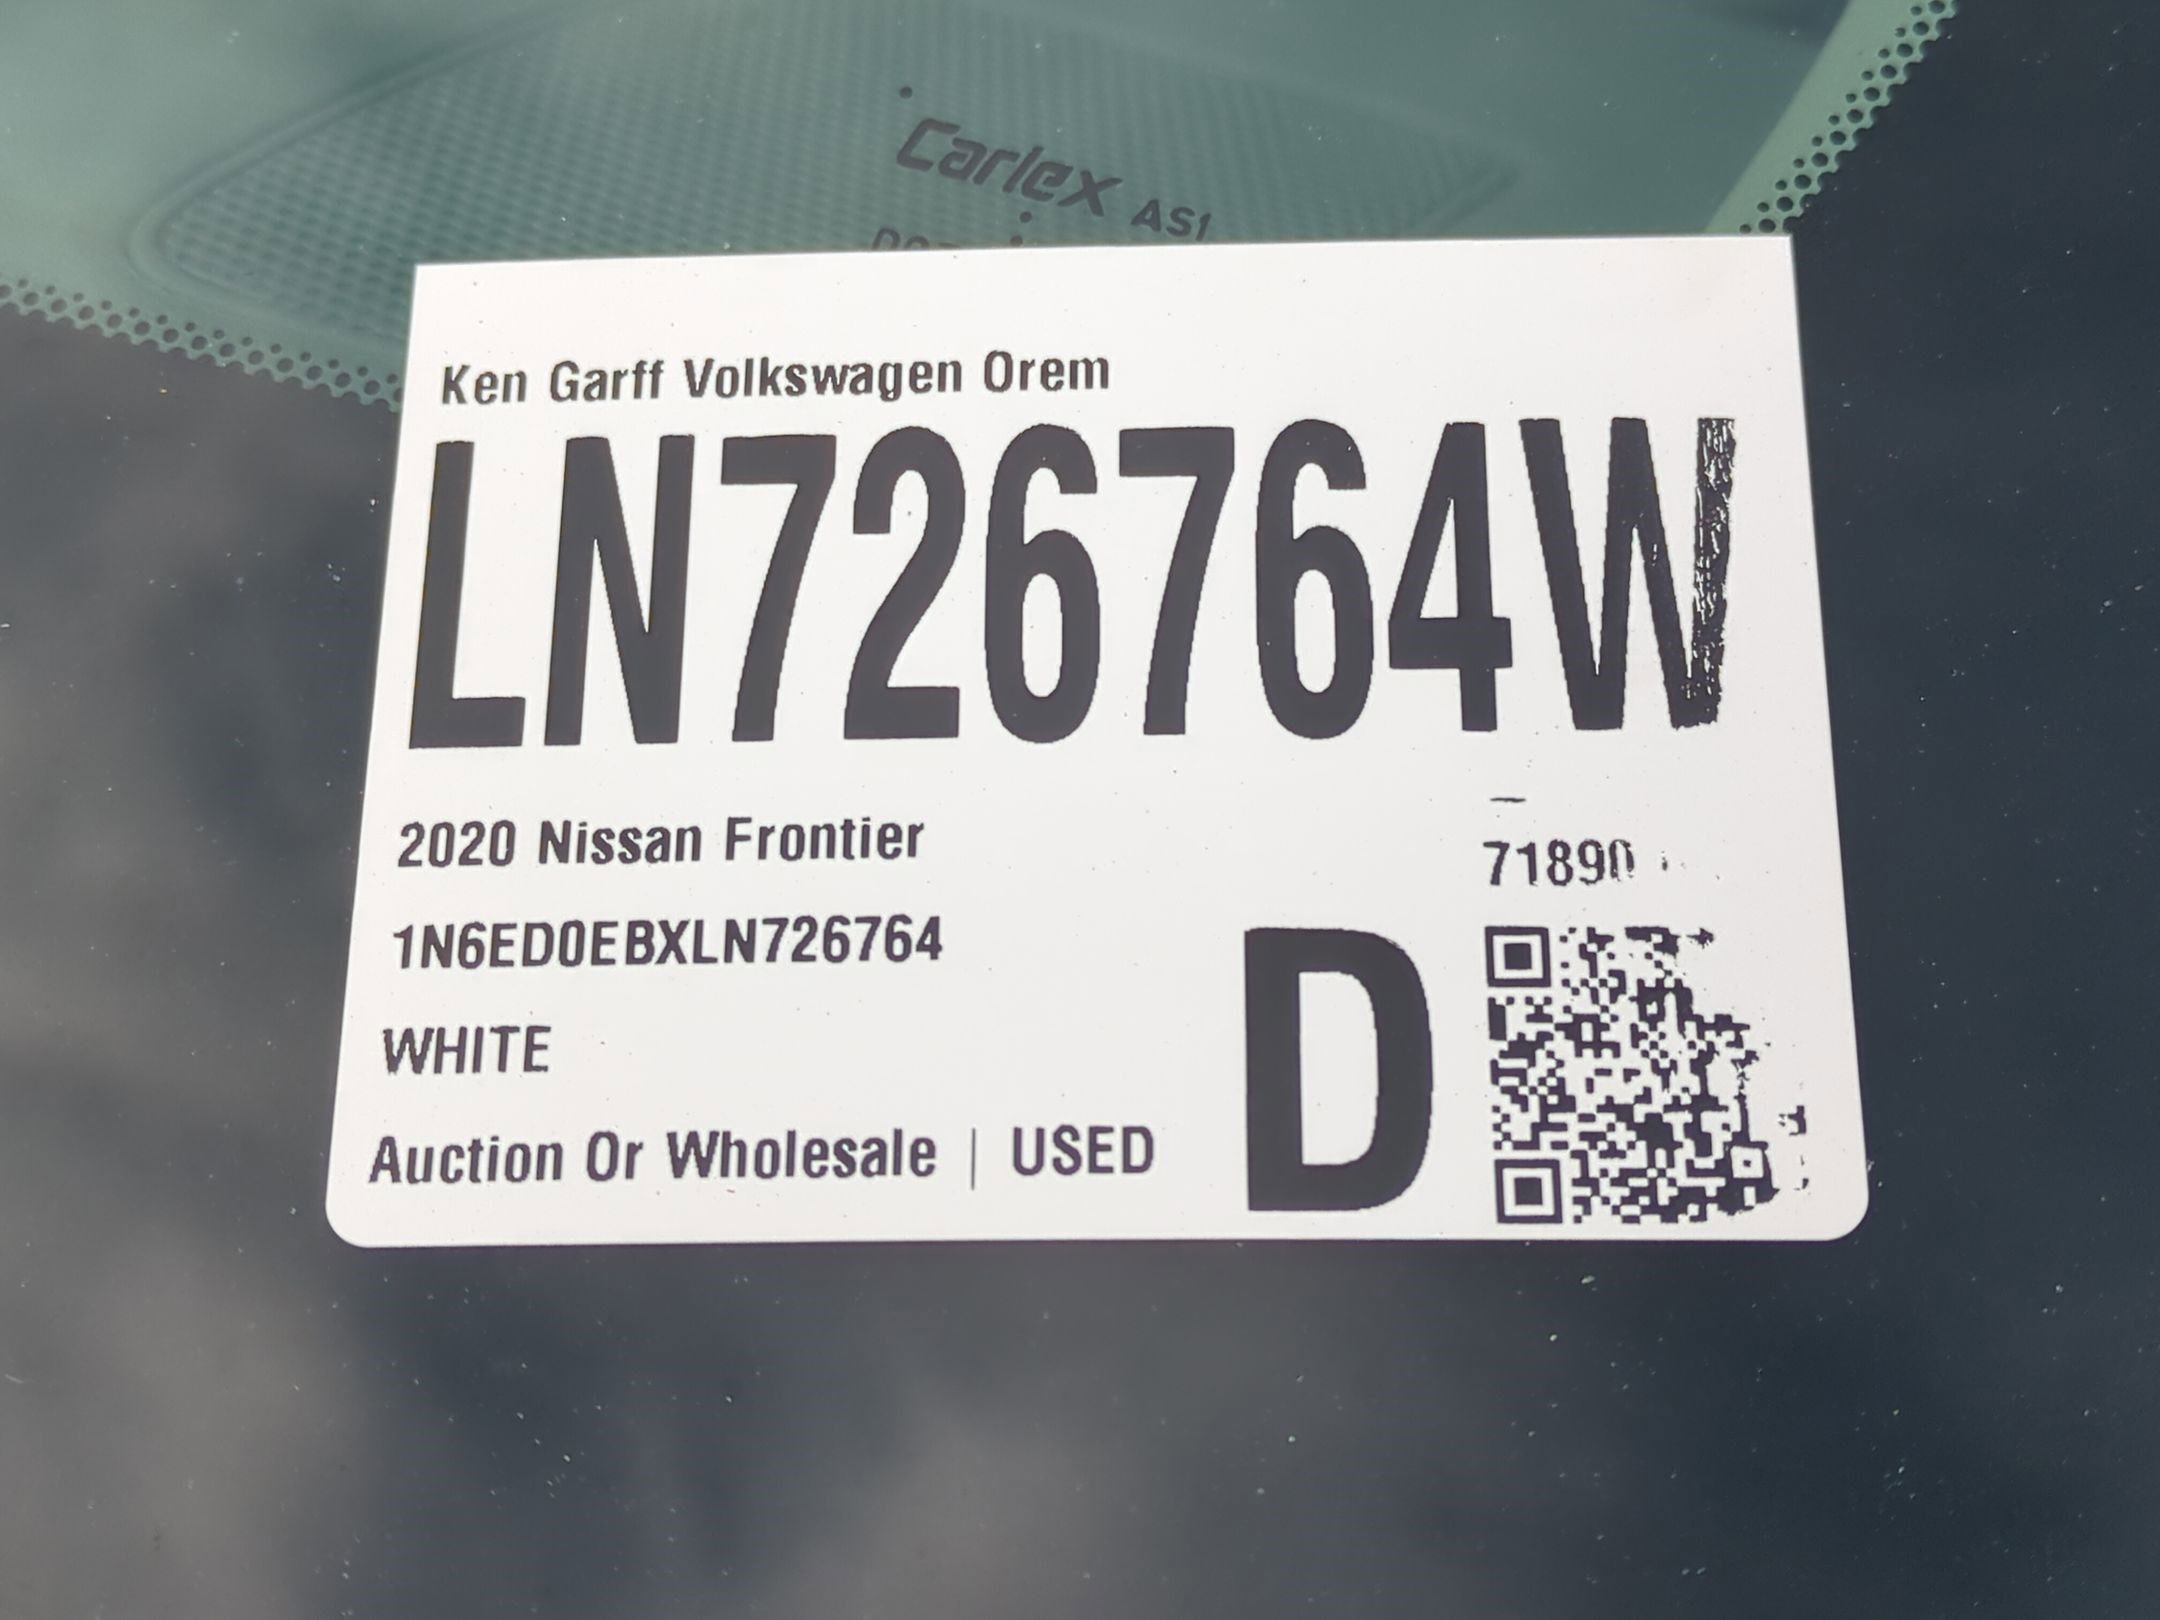 Carlex AS1
Ken Garff Volkswagen Orem
LN726764W
2020 Nissan Frontier
71890
1N6ED0EBXLN726764
WHITE
D
Auction Or Wholesale | USED